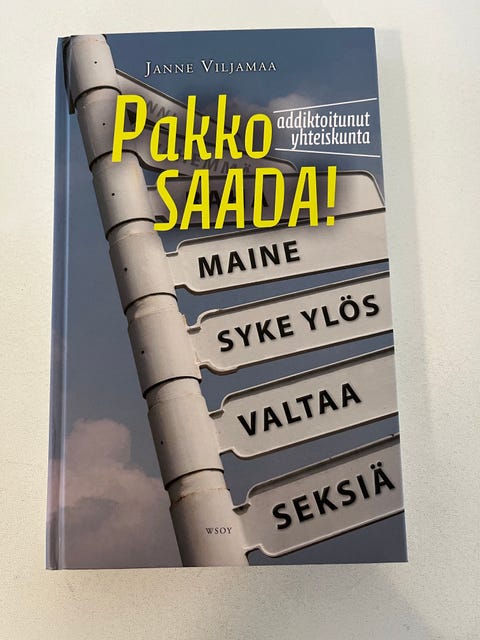 JANNE VILJAMAA
Pakko
SAADA!
addiktoitunut
yhteiskunta
MAINE
SYKE YLÖS
VALTAA
SEKSIÄ
WSOY